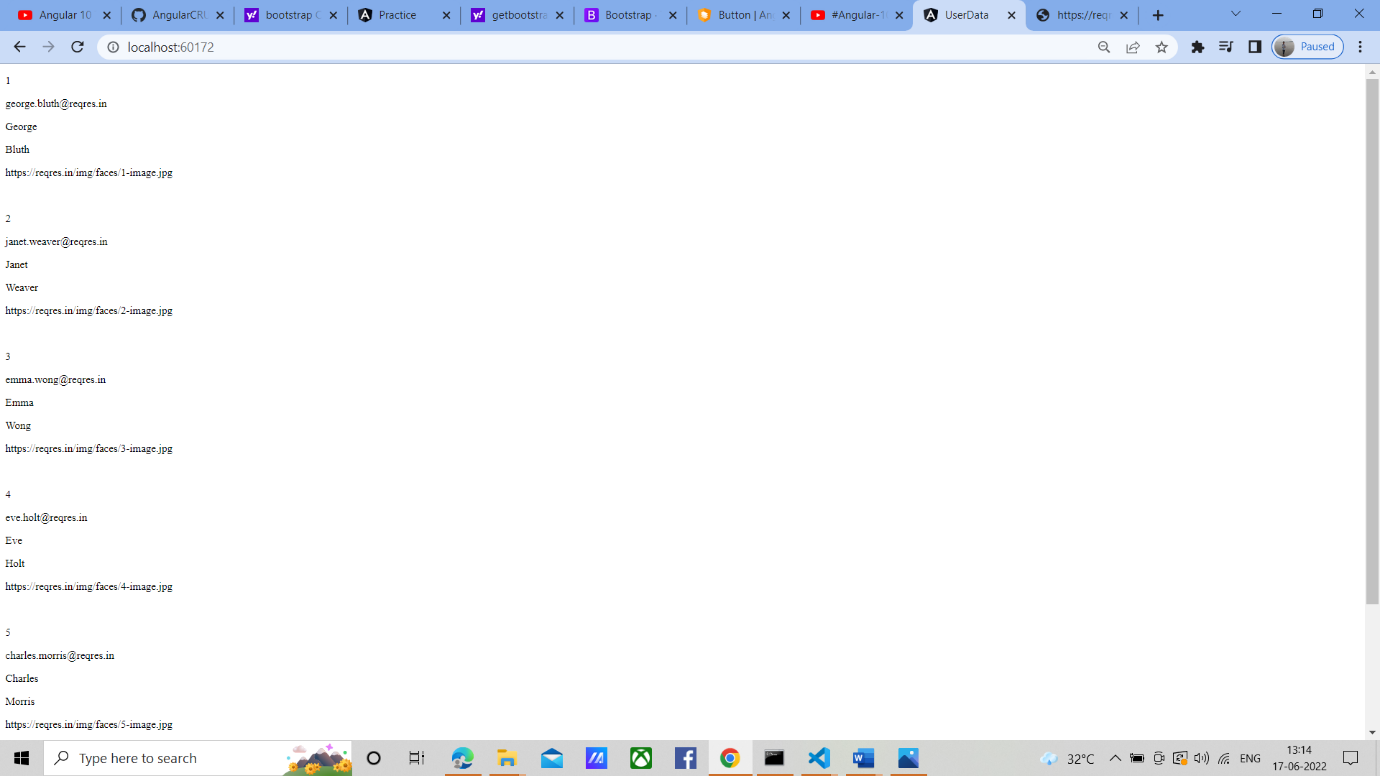 Angular 10
ArangularCRU
bootstrap C
Practice
getbootstra
Bootstrap
Button | An
#Angular-1
UserData
https://reqr
localhost:60172
Paused
1
george.bluth@reqres.in
George
Bluth
https://reqres.in/img/faces/1-image.jpg
2
janet.weaver@reqres.in
Janet
Weaver
https://reqres.in/img/faces/2-image.jpg
3
emma.wong@reqres.in
Emma
Wong
https://reqres.in/img/faces/3-image.jpg
4
eve.holt@reqres.in
Eve
Holt
https://reqres.in/img/faces/4-image.jpg
5
charles.morris@reqres.in
Charles
Morris
https://reqres.in/img/faces/5-image.jpg
Type here to search
32°C
ENG
13:14
17-06-2022